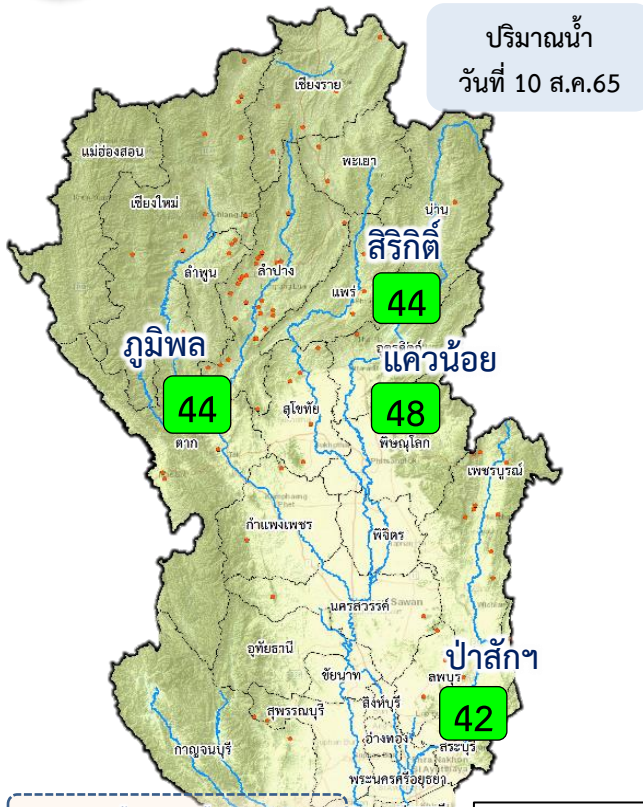 ปริมาณน้ำ
วันที่ 10 ส.ค.65
เชียงราย
แม่ฮ่องสอน
พะเยา
เชียงใหม่
น่าน
สิริกิติ์
ลำพูน
ลำปาง
แพร่
44
ภูมิพล
แควน้อย
44
48
สุโขทัย
ตาก
พิษณุโลก
เพชรบูรณ์
กำแพงเพชร
พิจิตร
นครสวรรค์
Sawan
อุทัยธานี
ป่าสักฯ
ชัยนาท
ลพบุรี
สิงห์บุรี
สุพรรณบุรี
42
อ่างทอง
กาญจนบุรี
สระบุรี
พระนครศรีอยุธยา